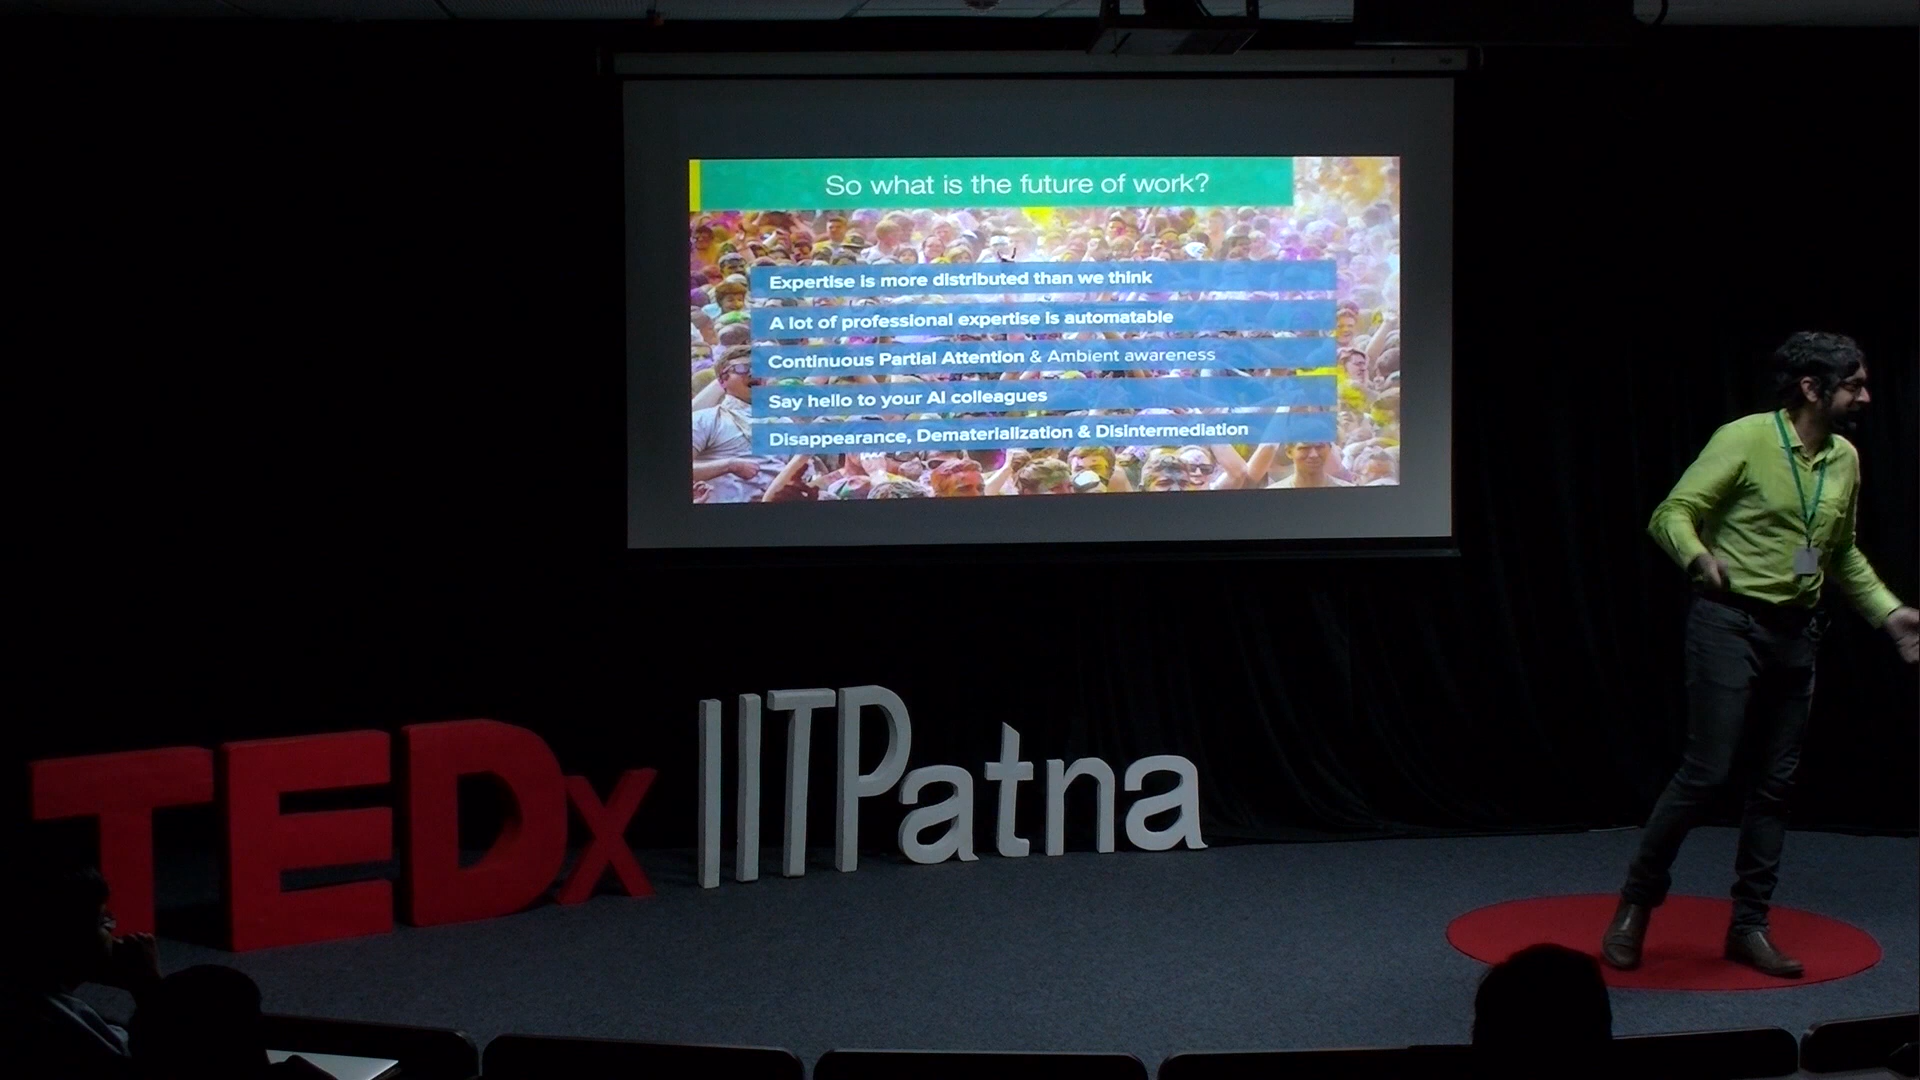 So what is the future of work?
Expertise is more distributed than we think
A lot of professional expertise is automatable
Continuous Partial Attention & Ambient awareness
Say hello to your AI colleagues
Disappearance, Dematerialization & Disintermediation
TEDx IITPatna